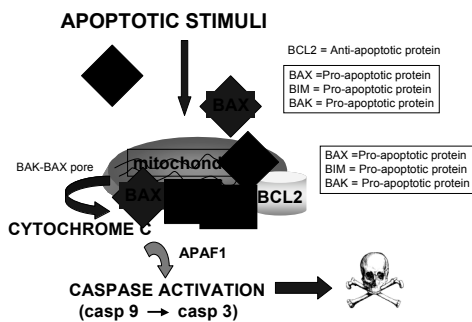 APOPTOTIC STIMULI
BCL2 = Anti-apoptotic protein
BAX =Pro-apoptotic protein
BIM = Pro-apoptotic protein
BAK = Pro-apoptotic protein
BAX
BAX =Pro-apoptotic protein
BIM = Pro-apoptotic protein
BAK = Pro-apoptotic protein
mitochond
BAK-BAX pore
BAX
BCL2
CYTOCHROME C
APAF1
CASPASE ACTIVATION
(casp 9 → casp 3)